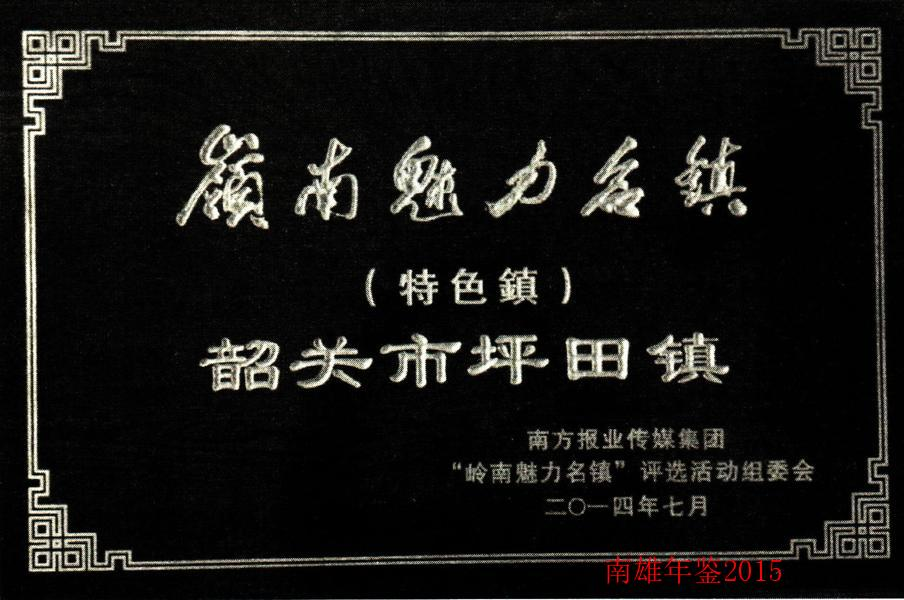 嶺南魅力名鎮
（特色鎮）
韶关市坪田镇
南方报业传媒集团
“岭南魅力名镇”评选活动组委会
二○一四年七月
南雄年鉴2015